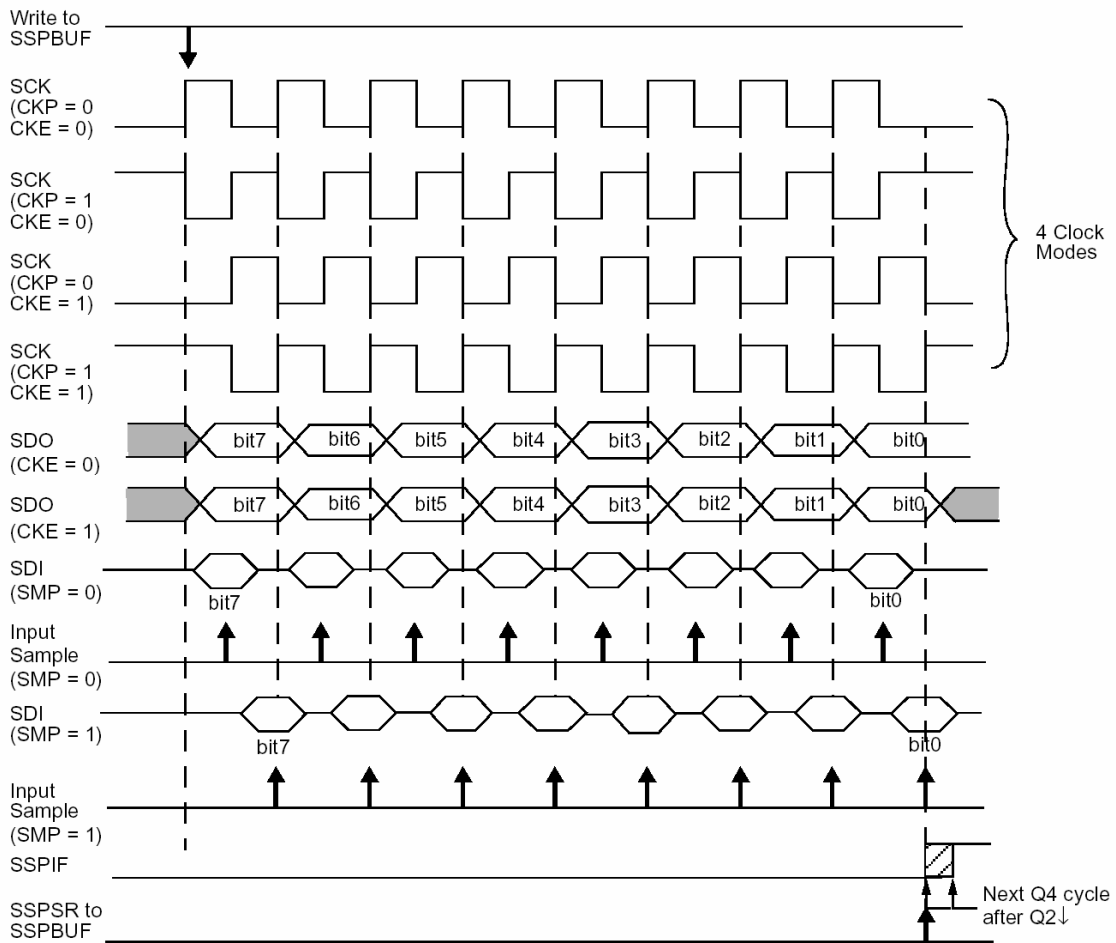 Write to
SSPBUF
SCK
(CKP = 0
CKE = 0)
SCK
(CKP = 1
CKE = 0)
SCK
(CKP = 0
CKE = 1)
SCK
(CKP = 1
CKE = 1)
4 Clock
Modes
SDO
(CKE = 0)
bit7 bit6 bit5 bit4 bit3 bit2 bit1 bit0
SDO
(CKE = 1)
bit7 bit6 bit5 bit4 bit3 bit2 bit1 bit0
SDI
(SMP = 0)
bit7 bit0
Input
Sample
(SMP = 0)
SDI
(SMP = 1)
bit7 bit0
Input
Sample
(SMP = 1)
SSPIF
SSPSR to
SSPBUF
Next Q4 cycle
after Q2↓